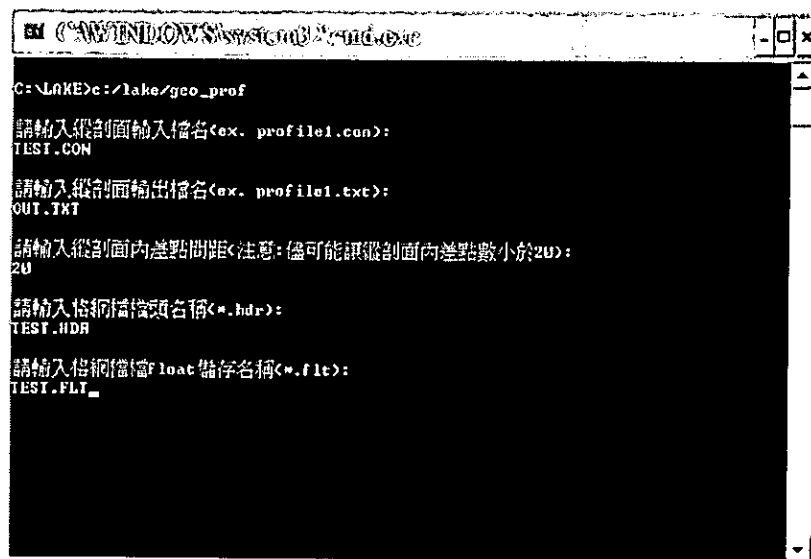 C:\WINDOWS\system32\cmd.exe
C:\LAKE>c:/lake/geo_prof
請輸入縱剖面輸入檔名<ex. profile1.con>:
TEST.CON
請輸入縱剖面輸出檔名<ex. profile1.txt>:
OUT.TXT
請輸入縱剖面內差點間距<注意:儘可能讓縱剖面內差點數小於20>:
20
請輸入格網檔檔頭名稱<*.hdr>:
TEST.HDR
請輸入格網檔檔Float儲存名稱<*.flt>:
TEST.FLT_